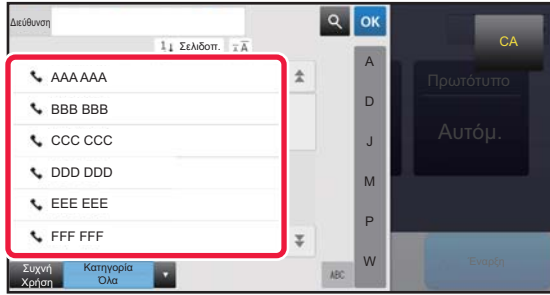 Διεύθυνση
OK
CA
1 Σελιδοπ. A
AAA AAA
BBB BBB
CCC CCC
DDD DDD
EEE EEE
FFF FFF
A
D
J
M
P
W
ABC
Πρωτότυπο
Αυτόμ.
Έναρξη
Συχνή
Χρήση
Κατηγορία
Όλα